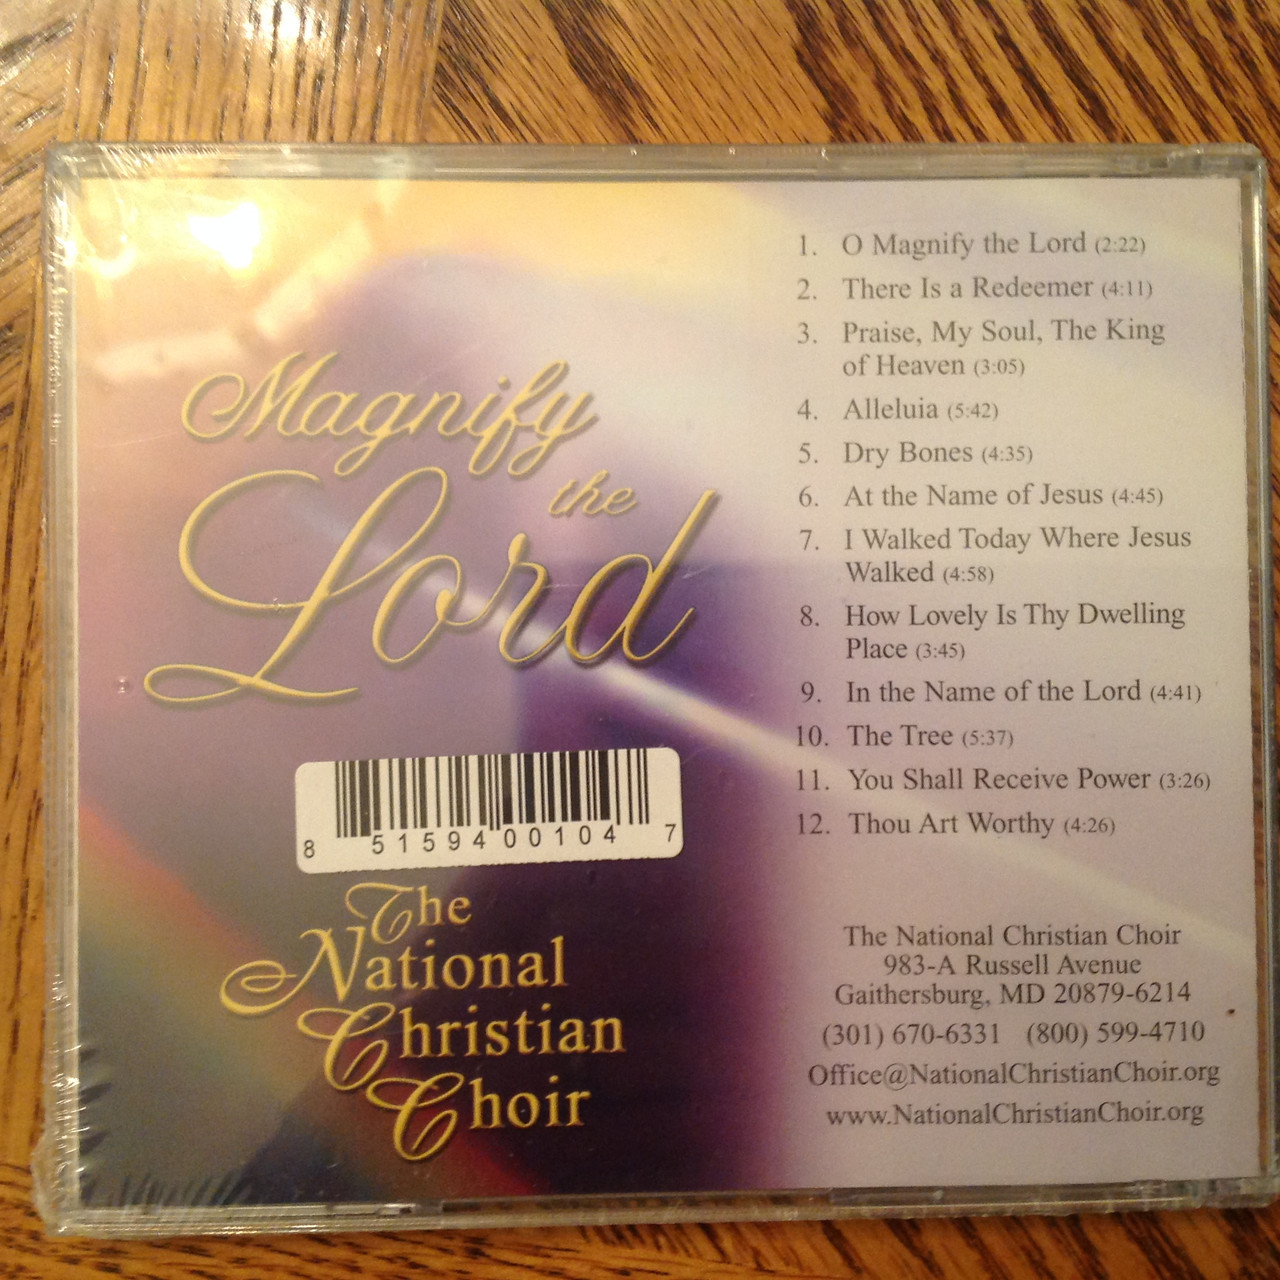 Magnify
the
Lord
8 51594 00104 7
The
National
Christian
Choir
1. O Magnify the Lord (2:22)
2. There Is a Redeemer (4:11)
3. Praise, My Soul, The King
of Heaven (3:05)
4. Alleluia (5:42)
5. Dry Bones (4:35)
6. At the Name of Jesus (4:45)
7. I Walked Today Where Jesus
Walked (4:58)
8. How Lovely Is Thy Dwelling
Place (3:45)
9. In the Name of the Lord (4:41)
10. The Tree (5:37)
11. You Shall Receive Power (3:26)
12. Thou Art Worthy (4:26)
The National Christian Choir
983-A Russell Avenue
Gaithersburg, MD 20879-6214
(301) 670-6331 (800) 599-4710
Office@NationalChristianChoir.org
www.NationalChristianChoir.org